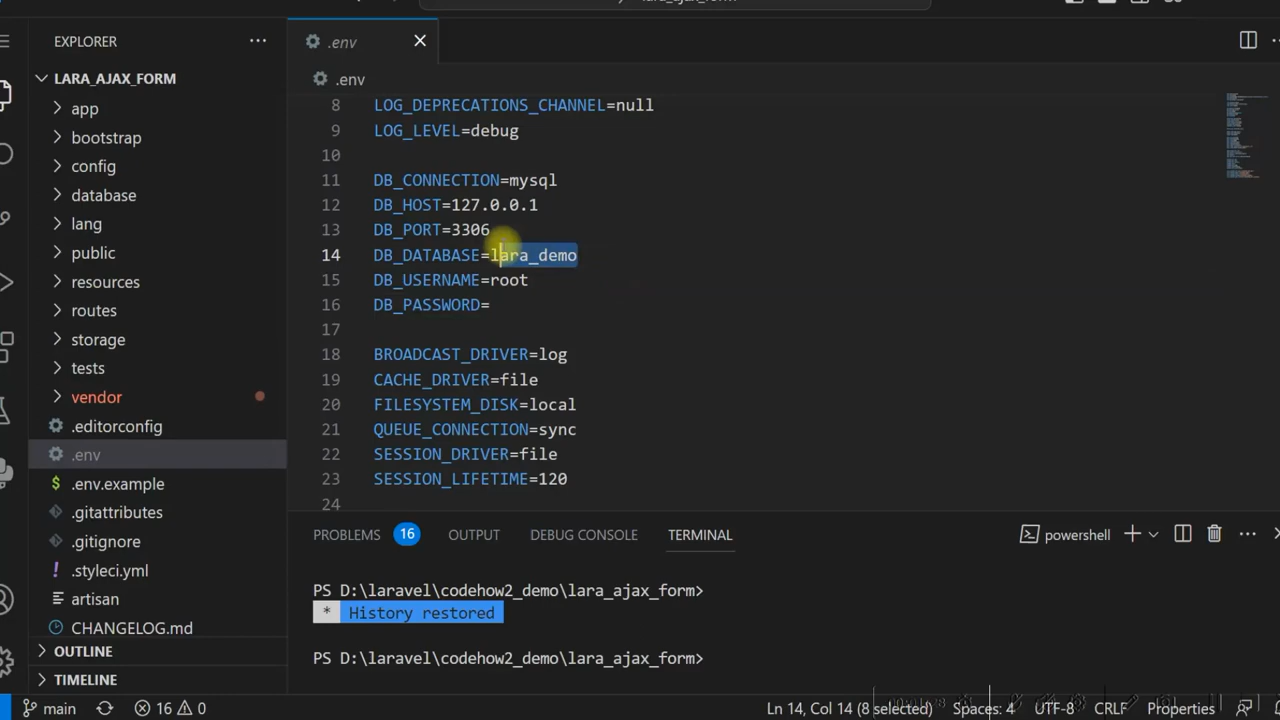 lara_ajax_form
EXPLORER
LARA_AJAX_FORM
app
bootstrap
config
database
lang
public
resources
routes
storage
tests
vendor
.editorconfig
.env
.env.example
.gitattributes
.gitignore
.styleci.yml
artisan
CHANGELOG.md
OUTLINE
TIMELINE
.env
.env
8 LOG_DEPRECATIONS_CHANNEL=null
9 LOG_LEVEL=debug
10
11 DB_CONNECTION=mysql
12 DB_HOST=127.0.0.1
13 DB_PORT=3306
14 DB_DATABASE=lara_demo
15 DB_USERNAME=root
16 DB_PASSWORD=
17
18 BROADCAST_DRIVER=log
19 CACHE_DRIVER=file
20 FILESYSTEM_DISK=local
21 QUEUE_CONNECTION=sync
22 SESSION_DRIVER=file
23 SESSION_LIFETIME=120
24
PROBLEMS 16 OUTPUT DEBUG CONSOLE TERMINAL powershell
PS D:\laravel\codehow2_demo\lara_ajax_form>
* History restored
PS D:\laravel\codehow2_demo\lara_ajax_form>
main 16 0 Ln 14, Col 14 (8 selected) Spaces: 4 UTF-8 CRLF Properties